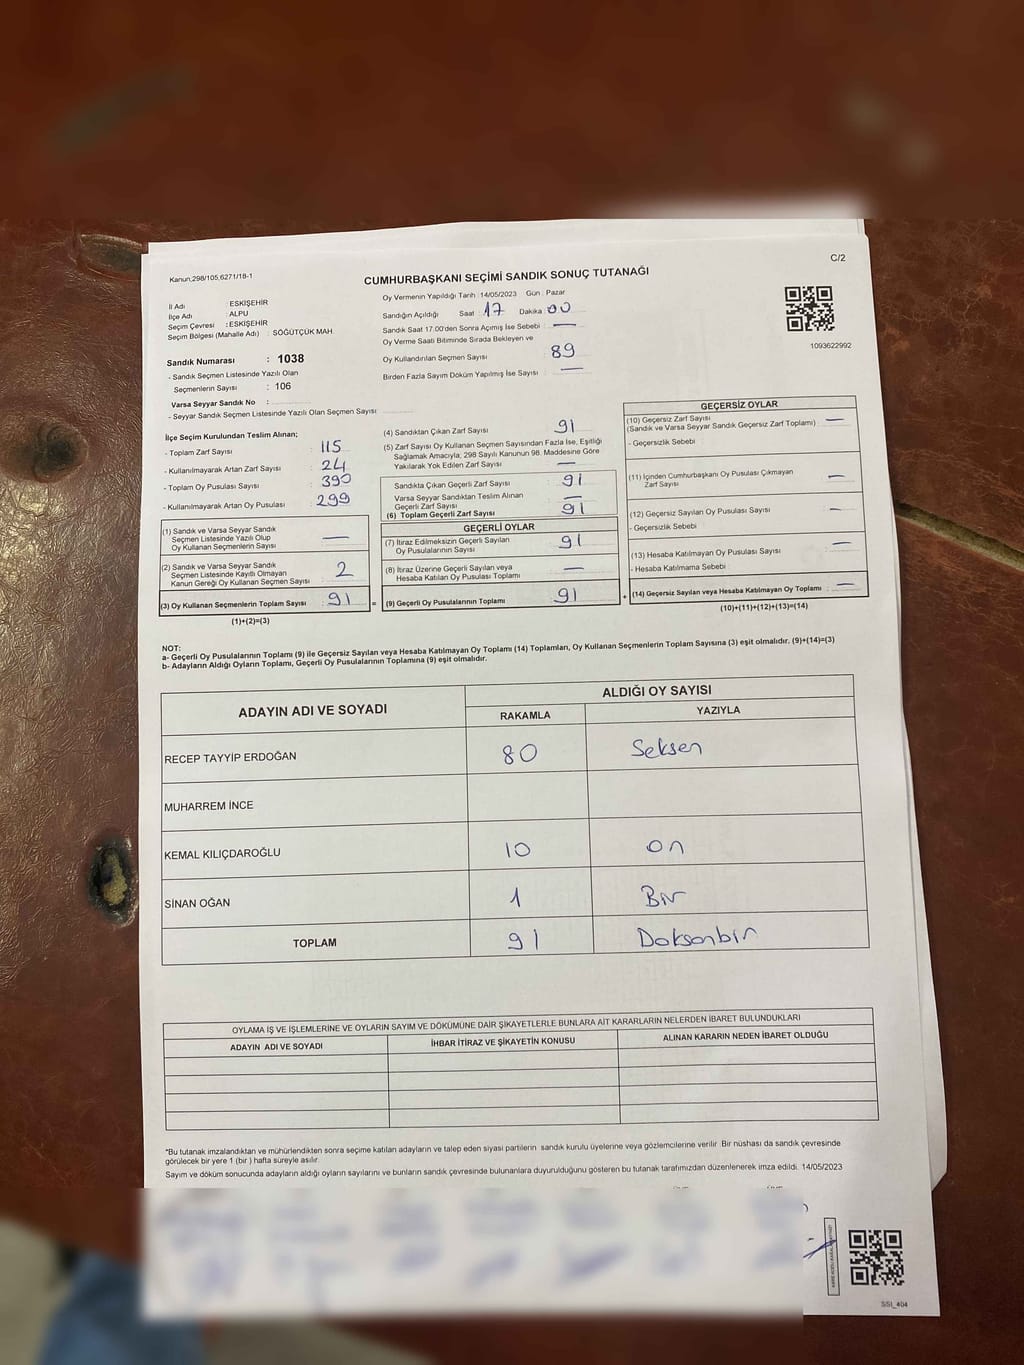 C/2
Kanun,298/105,6271/18-1
CUMHURBAŞKANI SEÇİMİ SANDIK SONUÇ TUTANAĞI
İl Adı : ESKİŞEHİR
İlçe Adı : ALPU
Seçim Çevresi : ESKİŞEHİR
Seçim Bölgesi (Mahalle Adı) : SÖĞÜTÇÜK MAH.
Sandık Numarası : 1038
- Sandık Seçmen Listesinde Yazılı Olan
Seçmenlerin Sayısı : 106
Varsa Seyyar Sandık No :
- Seyyar Sandık Seçmen Listesinde Yazılı Olan Seçmen Sayısı
Oy Vermenin Yapıldığı Tarih :14/05/2023 Gün : Pazar
Sandığın Açıldığı Saat : 17 Dakika : 00
Sandık Saat 17.00'den Sonra Açımış İse Sebebi : —
Oy Verme Saati Bitiminde Sırada Bekleyen ve
Oy Kullandırılan Seçmen Sayısı : 89
Birden Fazla Sayım Döküm Yapılmış İse Sayısı : —
1093622992
İlçe Seçim Kurulundan Teslim Alınan;
- Toplam Zarf Sayısı : 115
- Kullanılmayarak Artan Zarf Sayısı : 24
- Toplam Oy Pusulası Sayısı : 390
- Kullanılmayarak Artan Oy Pusulası : 299
(1) Sandık ve Varsa Seyyar Sandık
Seçmen Listesinde Yazılı Olup
Oy Kullanan Seçmenlerin Sayısı : —
(2) Sandık ve Varsa Seyyar Sandık
Seçmen Listesinde Kayıtlı Olmayan
Kanun Gereği Oy Kullanan Seçmen Sayısı : 2
(3) Oy Kullanan Seçmenlerin Toplam Sayısı : 91 =
(1)+(2)=(3)
(4) Sandıktan Çıkan Zarf Sayısı : 91
(5) Zarf Sayısı Oy Kullanan Seçmen Sayısından Fazla İse, Eşitliği
Sağlamak Amacıyla, 298 Sayılı Kanunun 98. Maddesine Göre
Yakılarak Yok Edilen Zarf Sayısı : —
Sandıkta Çıkan Geçerli Zarf Sayısı : 91
Varsa Seyyar Sandıktan Teslim Alınan
Geçerli Zarf Sayısı : —
(6) Toplam Geçerli Zarf Sayısı : 91
GEÇERLİ OYLAR
(7) İtiraz Edilmeksizin Geçerli Sayılan
Oy Pusulalarının Sayısı : 91
(8) İtiraz Üzerine Geçerli Sayılan veya
Hesaba Katılan Oy Pusulası Toplamı : —
(9) Geçerli Oy Pusulalarının Toplamı : 91 +
GEÇERSİZ OYLAR
(10) Geçersiz Zarf Sayısı : —
(Sandık ve Varsa Seyyar Sandık Geçersiz Zarf Toplamı)
- Geçersizlik Sebebi
(11) İçinden Cumhurbaşkanı Oy Pusulası Çıkmayan
Zarf Sayısı : —
(12) Geçersiz Sayılan Oy Pusulası Sayısı : —
- Geçersizlik Sebebi
(13) Hesaba Katılmayan Oy Pusulası Sayısı : —
- Hesaba Katılmama Sebebi
(14) Geçersiz Sayılan veya Hesaba Katılmayan Oy Toplamı : —
(10)+(11)+(12)+(13)=(14)
NOT:
a- Geçerli Oy Pusulalarının Toplamı (9) ile Geçersiz Sayılan veya Hesaba Katılmayan Oy Toplamı (14) Toplamları, Oy Kullanan Seçmenlerin Toplam Sayısına (3) eşit olmalıdır. (9)+(14)=(3)
b- Adayların Aldığı Oyların Toplamı, Geçerli Oy Pusulalarının Toplamına (9) eşit olmalıdır.
ADAYIN ADI VE SOYADI
ALDIĞI OY SAYISI
RAKAMLA YAZIYLA
RECEP TAYYİP ERDOĞAN 80 Seksen
MUHARREM İNCE
KEMAL KILIÇDAROĞLU 10 on
SİNAN OĞAN 1 Bir
TOPLAM 91 Doksanbir
OYLAMA İŞ VE İŞLEMLERİNE VE OYLARIN SAYIM VE DÖKÜMÜNE DAİR ŞİKAYETLERLE BUNLARA AİT KARARLARIN NELERDEN İBARET BULUNDUKLARI
ADAYIN ADI VE SOYADI İHBAR İTİRAZ VE ŞİKAYETİN KONUSU ALINAN KARARIN NEDEN İBARET OLDUĞU
*Bu tutanak imzalandıktan ve mühürlendikten sonra seçime katılan adayların ve talep eden siyasi partilerin sandık kurulu üyelerine veya gözlemcilerine verilir .Bir nüshası da sandık çevresinde
görülecek bir yere 1 (bir ) hafta süreyle asılır.
Sayım ve döküm sonucunda adayların aldığı oyların sayılarını ve bunların sandık çevresinde bulunanlara duyurulduğunu gösteren bu tutanak tarafımızdan düzenlenerek imza edildi. 14/05/2023
SSİ_404